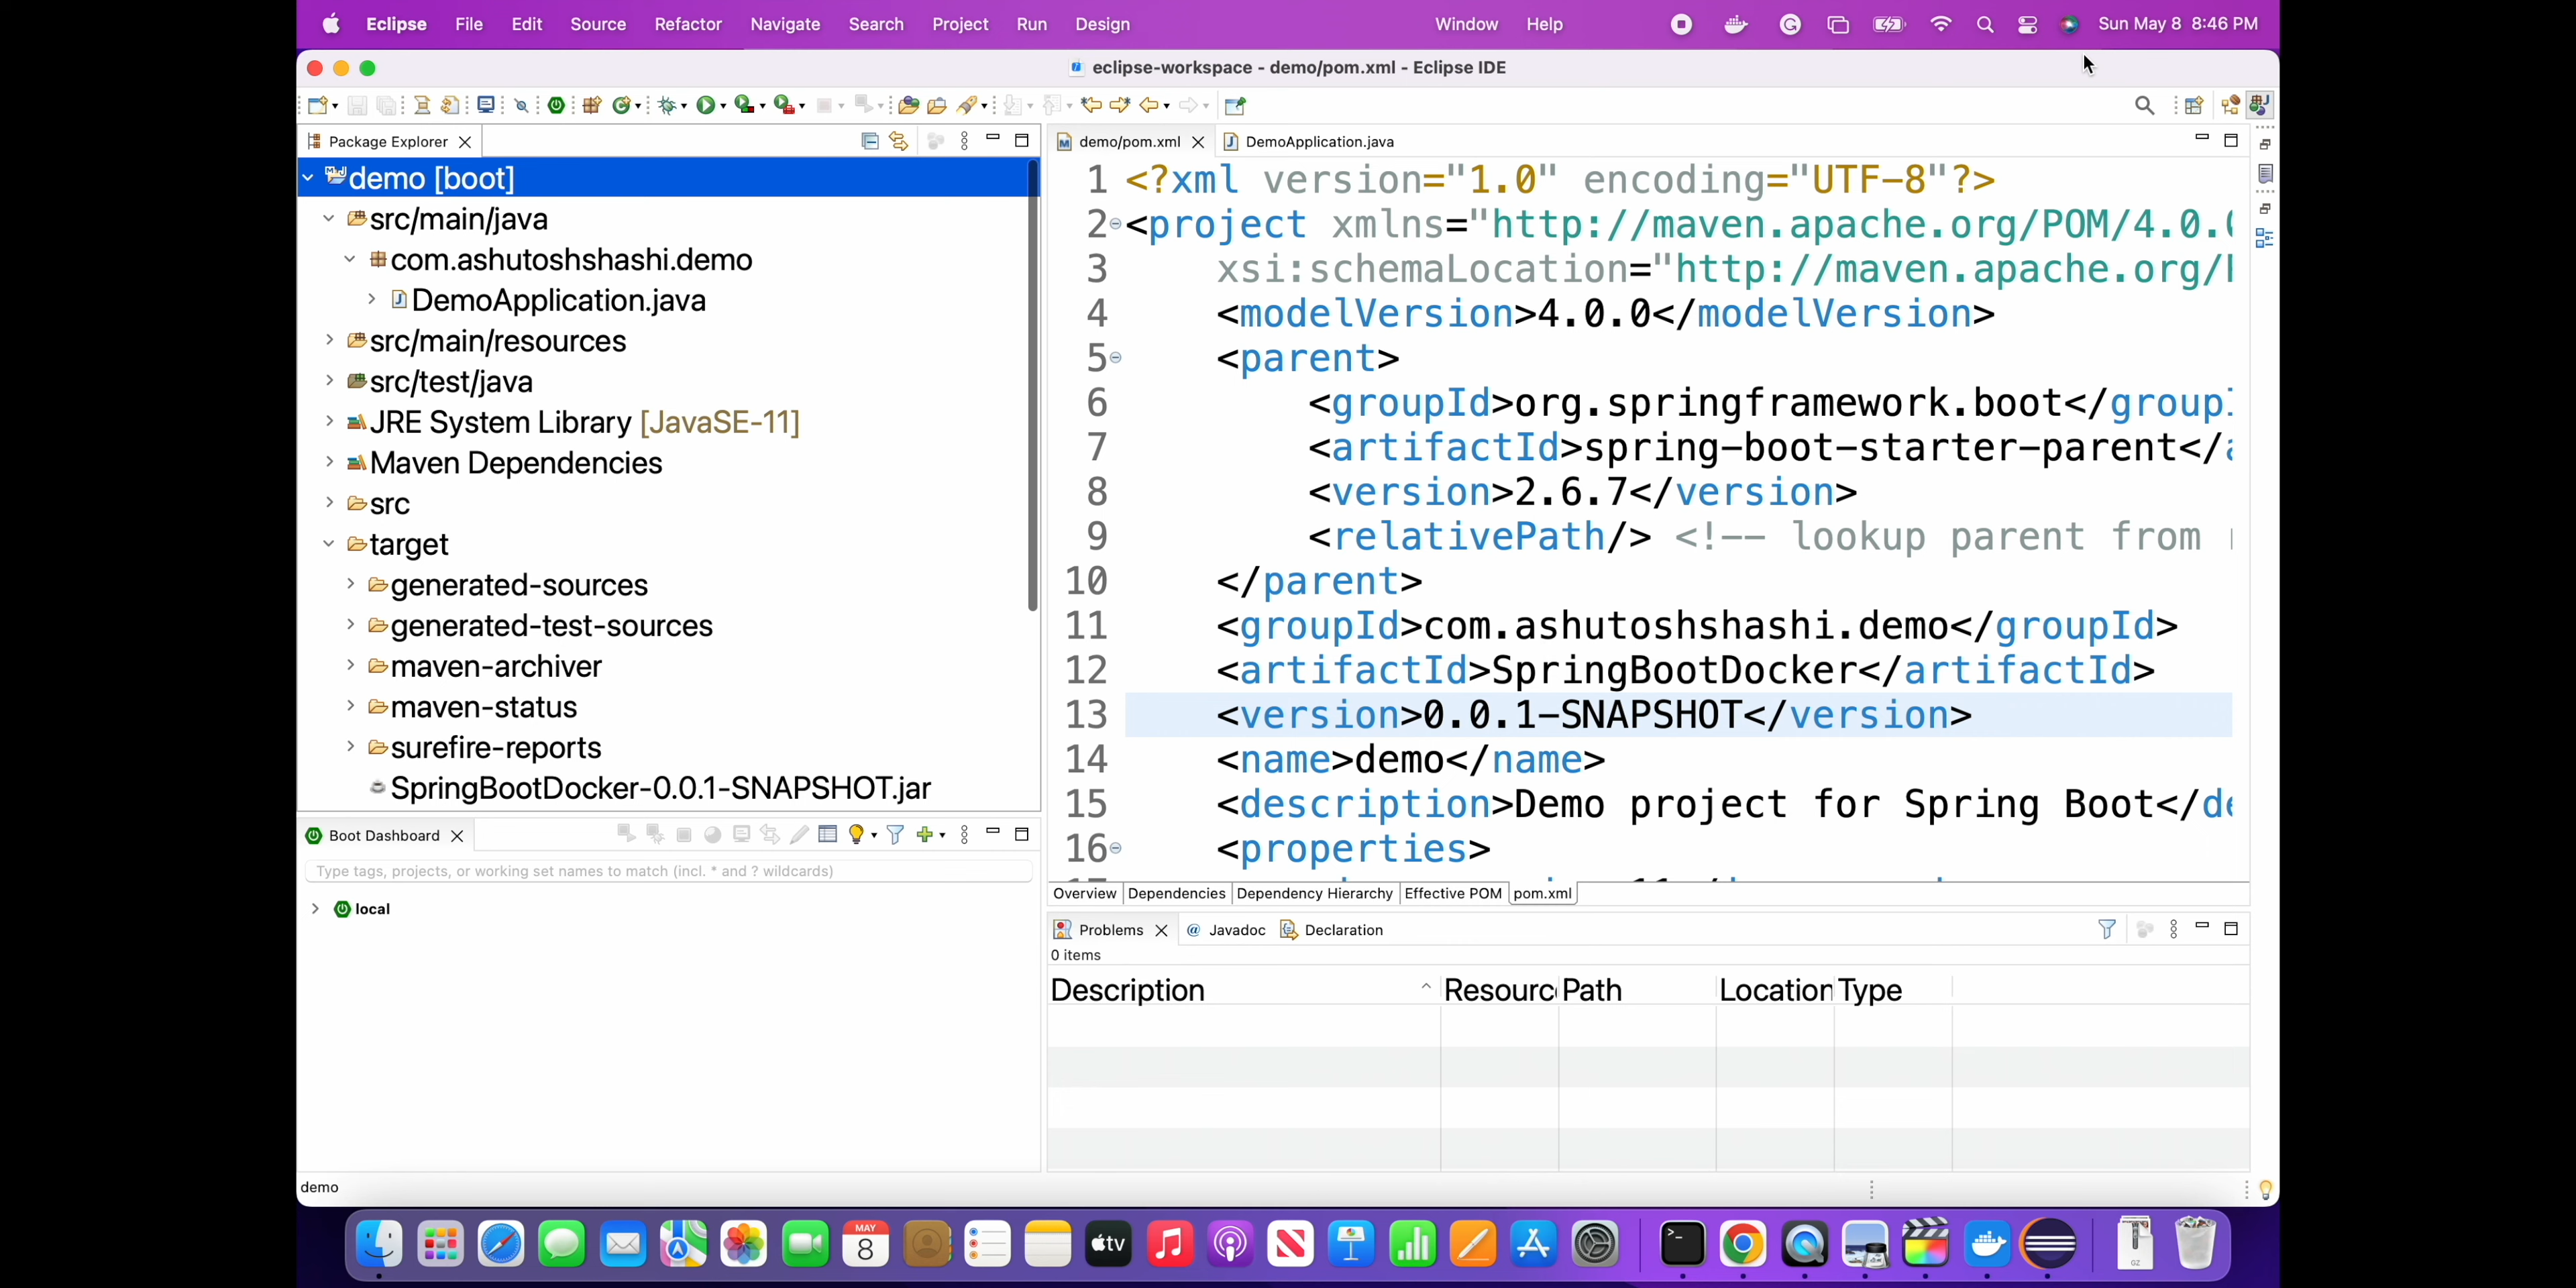 Eclipse File Edit Source Refactor Navigate Search Project Run Design Window Help Sun May 8 8:46 PM
eclipse-workspace - demo/pom.xml - Eclipse IDE
Package Explorer
demo [boot]
src/main/java
com.ashutoshshashi.demo
DemoApplication.java
src/main/resources
src/test/java
JRE System Library [JavaSE-11]
Maven Dependencies
src
target
generated-sources
generated-test-sources
maven-archiver
maven-status
surefire-reports
SpringBootDocker-0.0.1-SNAPSHOT.jar
Boot Dashboard
Type tags, projects, or working set names to match (incl. * and ? wildcards)
local
demo/pom.xml DemoApplication.java
1 <?xml version="1.0" encoding="UTF-8"?>
2 <project xmlns="http://maven.apache.org/POM/4.0.
3 xsi:schemaLocation="http://maven.apache.org/
4 <modelVersion>4.0.0</modelVersion>
5 <parent>
6 <groupId>org.springframework.boot</group
7 <artifactId>spring-boot-starter-parent</
8 <version>2.6.7</version>
9 <relativePath/> <!-- lookup parent from
10 </parent>
11 <groupId>com.ashutoshshashi.demo</groupId>
12 <artifactId>SpringBootDocker</artifactId>
13 <version>0.0.1-SNAPSHOT</version>
14 <name>demo</name>
15 <description>Demo project for Spring Boot</de
16 <properties>
Overview Dependencies Dependency Hierarchy Effective POM pom.xml
Problems @ Javadoc Declaration
0 items
Description Resourc Path Location Type
demo
MAY
8
tv